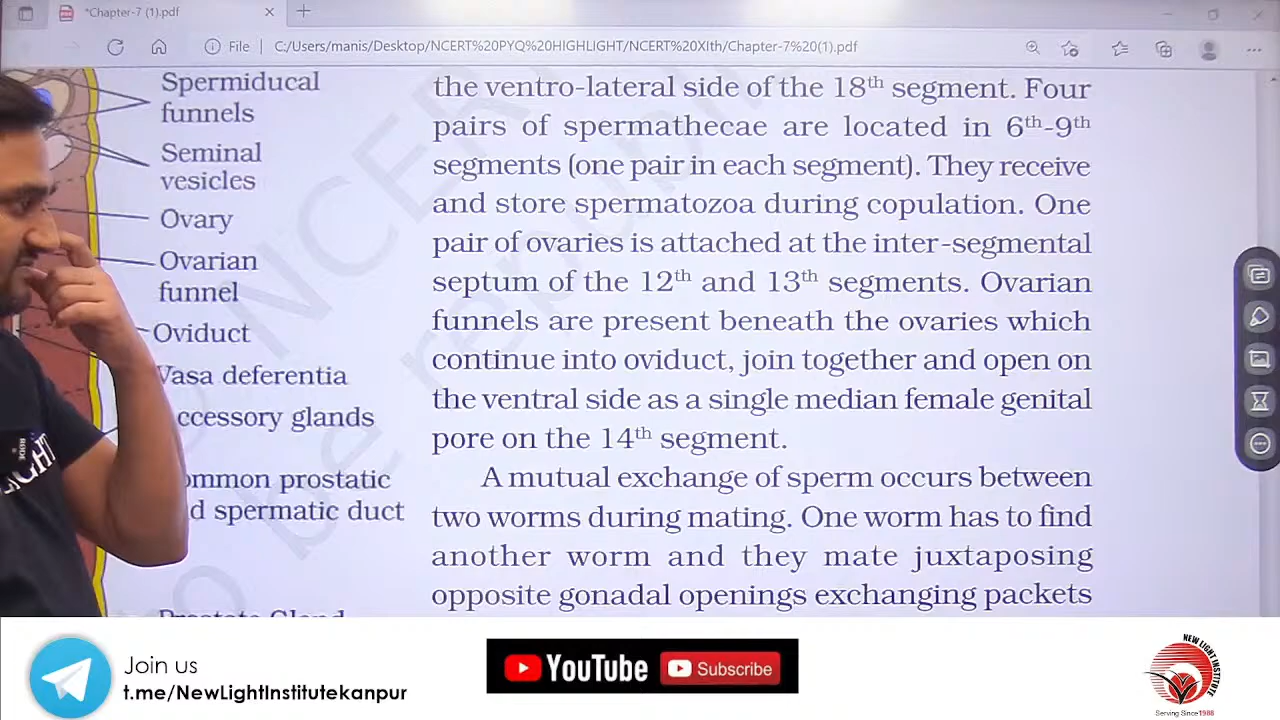 *Chapter-7 (1).pdf
File
C:/Users/manis/Desktop/NCERT%20PYQ%20HIGHLIGHT/NCERT%20XIth/Chapter-7%20(1).pdf
Spermiducal
funnels
Seminal
vesicles
Ovary
Ovarian
funnel
Oviduct
Vasa deferentia
ccessory glands
ommon prostatic
d spermatic duct
Prostate Gland
the ventro-lateral side of the 18th segment. Four
pairs of spermathecae are located in 6th-9th
segments (one pair in each segment). They receive
and store spermatozoa during copulation. One
pair of ovaries is attached at the inter-segmental
septum of the 12th and 13th segments. Ovarian
funnels are present beneath the ovaries which
continue into oviduct, join together and open on
the ventral side as a single median female genital
pore on the 14th segment.
A mutual exchange of sperm occurs between
two worms during mating. One worm has to find
another worm and they mate juxtaposing
opposite gonadal openings exchanging packets
Join us
t.me/NewLightInstitutekanpur
YouTube
Subscribe
NEW LIGHT INSTITUTE
Serving Since 1988